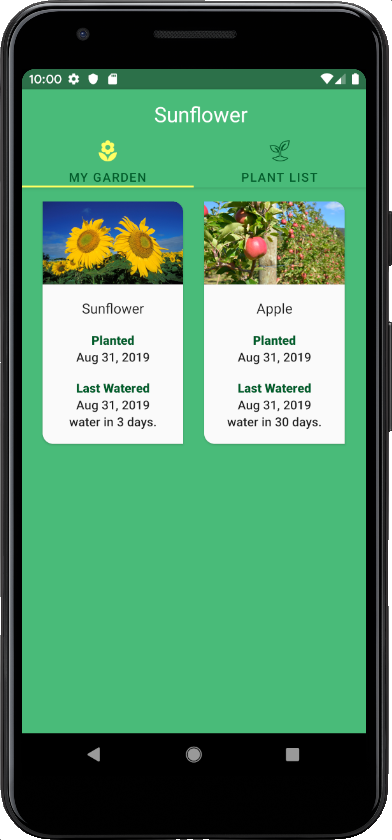 10:00
Sunflower
MY GARDEN
PLANT LIST
Sunflower
Planted
Aug 31, 2019
Last Watered
Aug 31, 2019
water in 3 days.
Apple
Planted
Aug 31, 2019
Last Watered
Aug 31, 2019
water in 30 days.